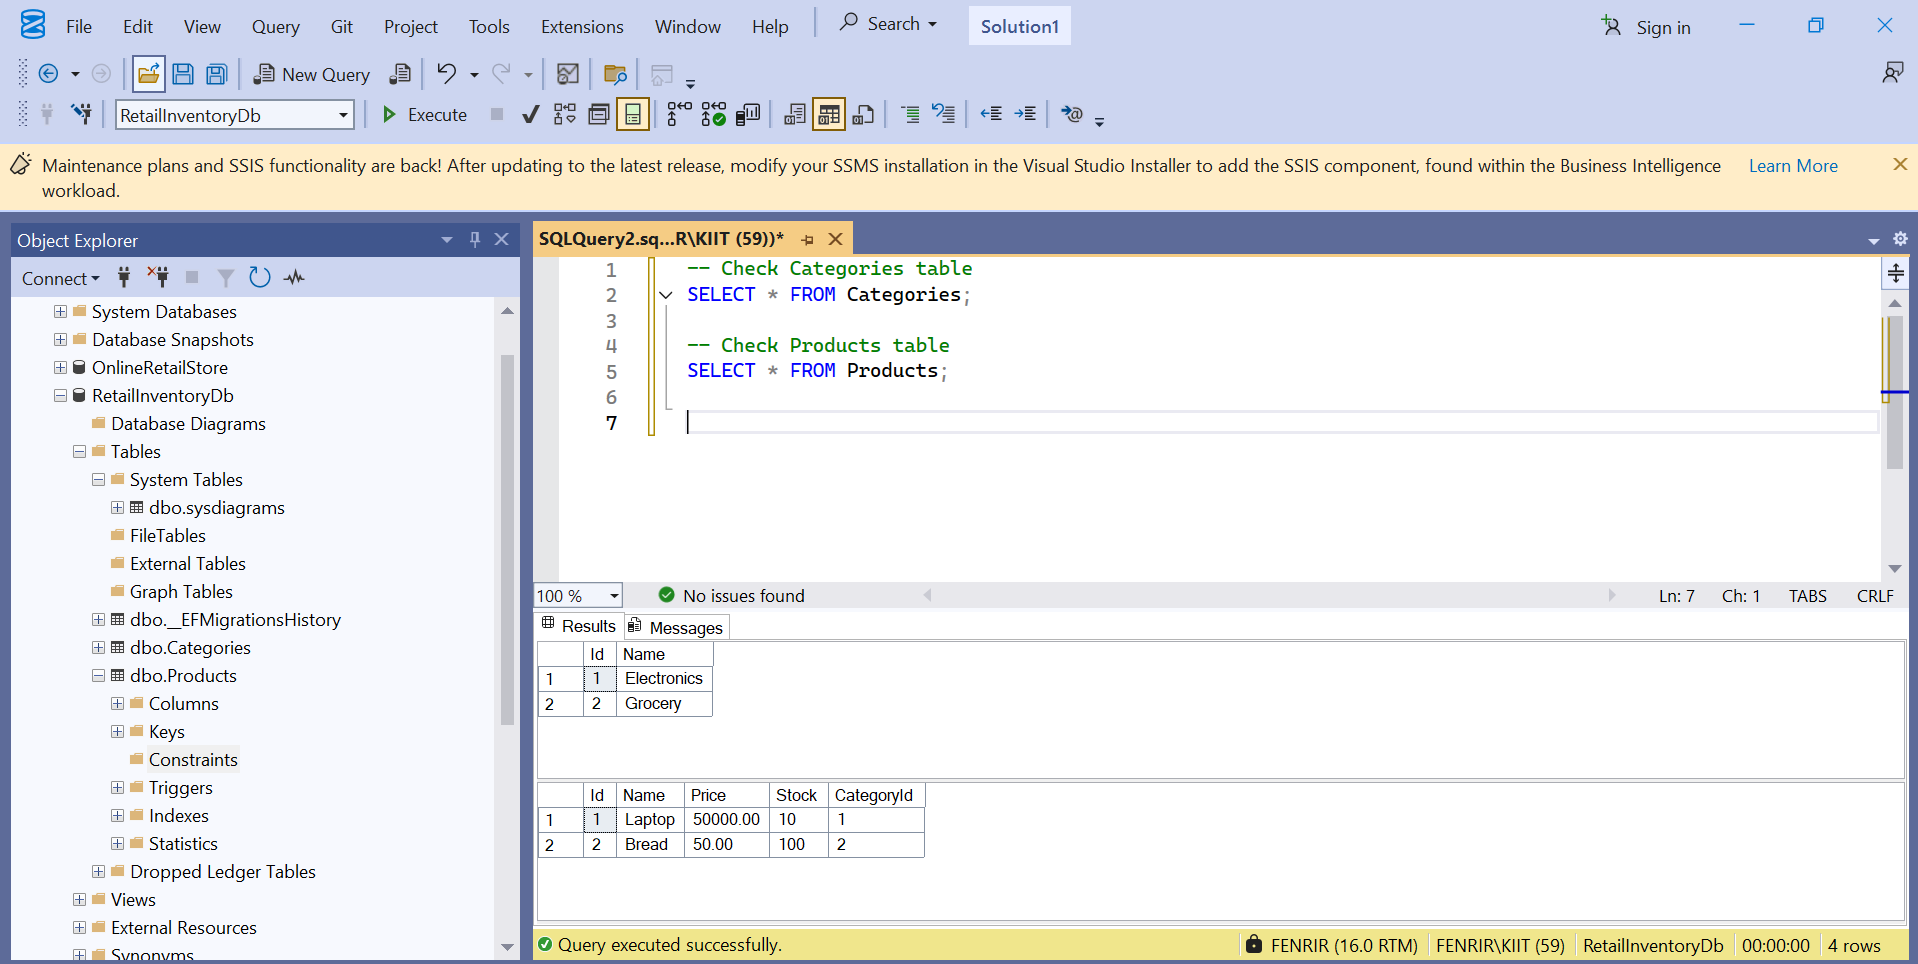 File Edit View Query Git Project Tools Extensions Window Help Search Solution1 Sign in
New Query
RetailInventoryDb Execute
Maintenance plans and SSIS functionality are back! After updating to the latest release, modify your SSMS installation in the Visual Studio Installer to add the SSIS component, found within the Business Intelligence workload. Learn More
Object Explorer
Connect
System Databases
Database Snapshots
OnlineRetailStore
RetailInventoryDb
Database Diagrams
Tables
System Tables
dbo.sysdiagrams
FileTables
External Tables
Graph Tables
dbo.__EFMigrationsHistory
dbo.Categories
dbo.Products
Columns
Keys
Constraints
Triggers
Indexes
Statistics
Dropped Ledger Tables
Views
External Resources
Synonyms
SQLQuery2.sq...R\KIIT (59))*
1 -- Check Categories table
2 SELECT * FROM Categories;
3
4 -- Check Products table
5 SELECT * FROM Products;
6
7
100 % No issues found Ln: 7 Ch: 1 TABS CRLF
Results Messages
Id Name
1 1 Electronics
2 2 Grocery
Id Name Price Stock CategoryId
1 1 Laptop 50000.00 10 1
2 2 Bread 50.00 100 2
Query executed successfully. FENRIR (16.0 RTM) FENRIR\KIIT (59) RetailInventoryDb 00:00:00 4 rows